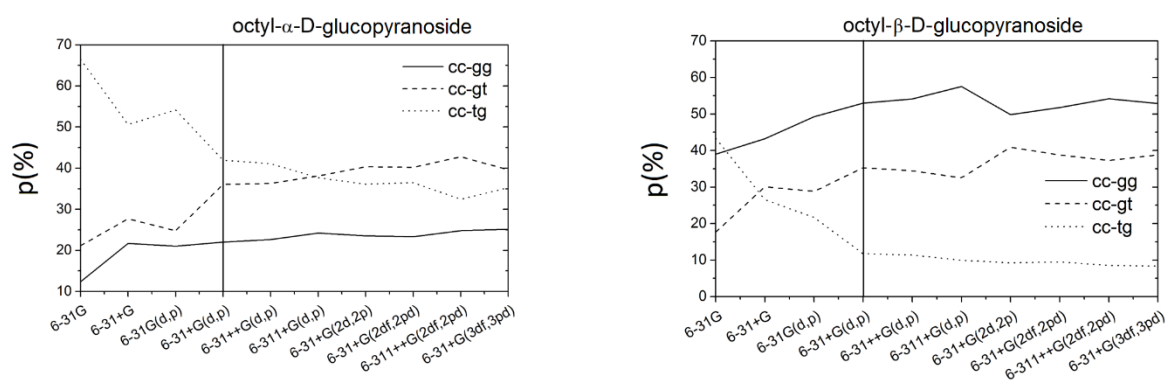 octyl-α-D-glucopyranoside
p(%)
70
60
50
40
30
20
10
cc-gg
cc-gt
cc-tg
6-31G
6-31+G
6-31G(d,p)
6-31+G(d,p)
6-31++G(d,p)
6-311+G(d,p)
6-31+G(2d,2p)
6-31+G(2df,2pd)
6-311++G(2df,2pd)
6-31+G(3df,3pd)
octyl-β-D-glucopyranoside
p(%)
70
60
50
40
30
20
10
0
cc-gg
cc-gt
cc-tg
6-31G
6-31+G
6-31G(d,p)
6-31+G(d,p)
6-31++G(d,p)
6-311+G(d,p)
6-31+G(2d,2p)
6-31+G(2df,2pd)
6-311++G(2df,2pd)
6-31+G(3df,3pd)